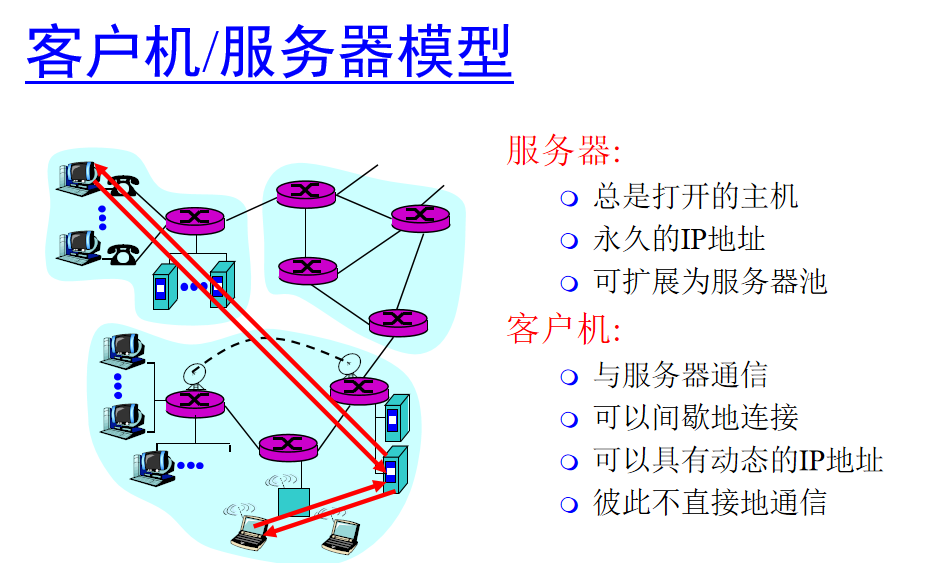 客户机/服务器模型
服务器:
总是打开的主机
永久的IP地址
可扩展为服务器池
客户机:
与服务器通信
可以间歇地连接
可以具有动态的IP地址
彼此不直接地通信